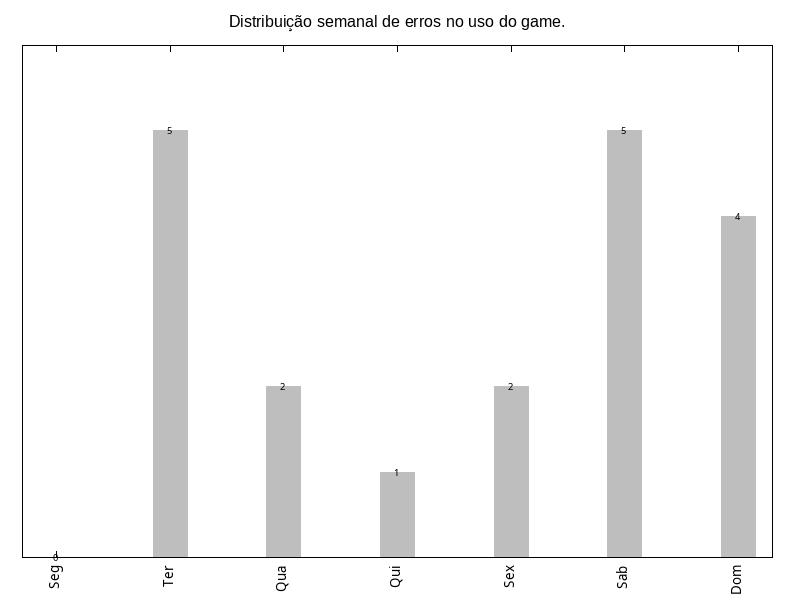 Distribuição semanal de erros no uso do game.
5
5
4
2
2
1
0
Seg
Ter
Qua
Qui
Sex
Sab
Dom